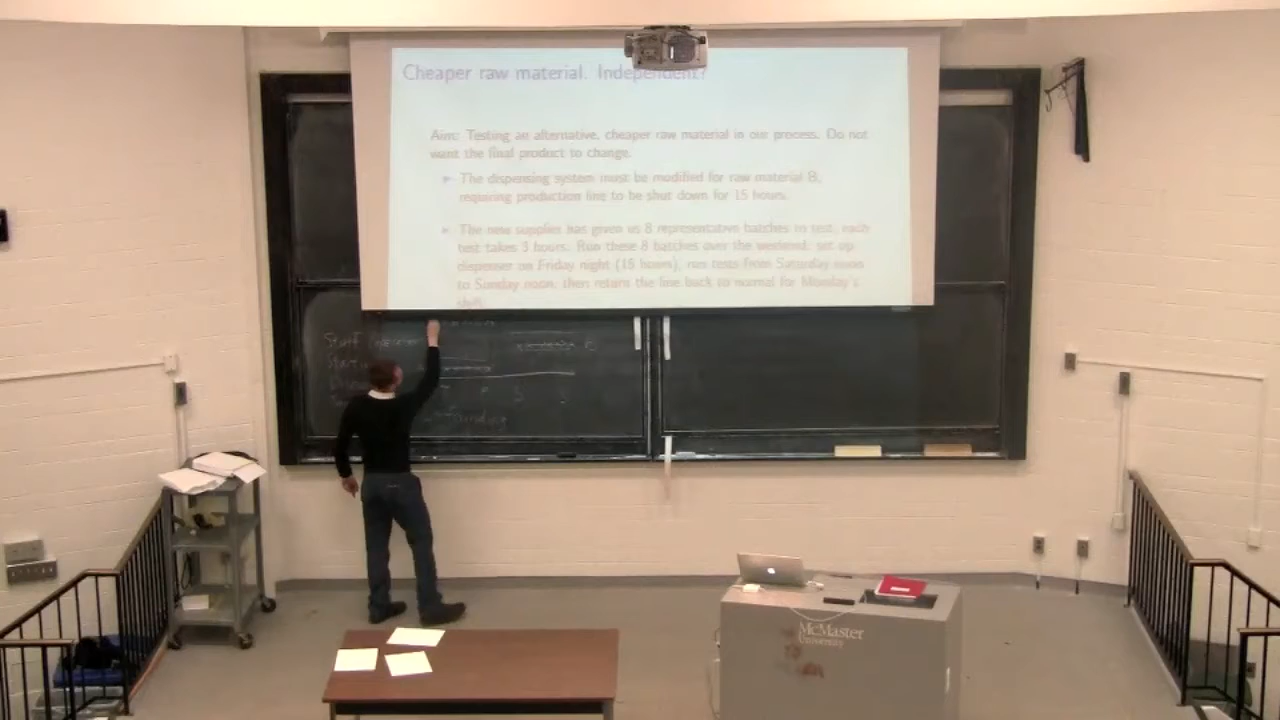 Cheaper raw material. Independent?
Aim: Testing an alternative, cheaper raw material in our process. Do not
want the final product to change.
The dispensing system must be modified for raw material B,
requiring production line to be shut down for 15 hours.
The new supplies has given us 8 representative batches to test, each
test takes 3 hours. Run these 8 batches over the weekend: set up
dispenser on Friday night (15 hours), run tests from Saturday noon
to Sunday noon, then return the line back to normal for Monday's
shift.
Staff Operator
McMaster
University